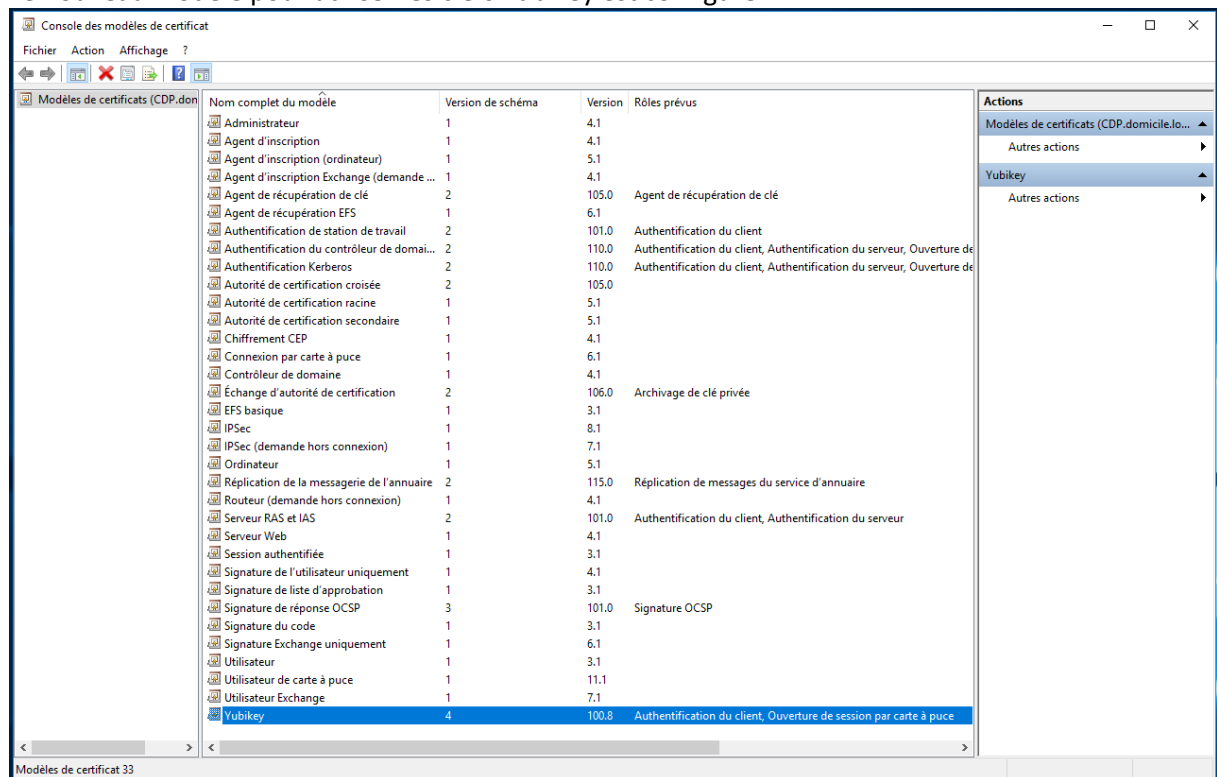 Console des modèles de certificat
Fichier Action Affichage ?
Modèles de certificats (CDP.don
Nom complet du modèle Version de schéma Version Rôles prévus
Administrateur 1 4.1
Agent d'inscription 1 4.1
Agent d'inscription (ordinateur) 1 5.1
Agent d'inscription Exchange (demande ... 1 4.1
Agent de récupération de clé 2 105.0 Agent de récupération de clé
Agent de récupération EFS 1 6.1
Authentification de station de travail 2 101.0 Authentification du client
Authentification du contrôleur de domai... 2 110.0 Authentification du client, Authentification du serveur, Ouverture de
Authentification Kerberos 2 110.0 Authentification du client, Authentification du serveur, Ouverture de
Autorité de certification croisée 2 105.0
Autorité de certification racine 1 5.1
Autorité de certification secondaire 1 5.1
Chiffrement CEP 1 4.1
Connexion par carte à puce 1 6.1
Contrôleur de domaine 1 4.1
Échange d'autorité de certification 2 106.0 Archivage de clé privée
EFS basique 1 3.1
IPSec 1 8.1
IPSec (demande hors connexion) 1 7.1
Ordinateur 1 5.1
Réplication de la messagerie de l'annuaire 2 115.0 Réplication de messages du service d'annuaire
Routeur (demande hors connexion) 1 4.1
Serveur RAS et IAS 2 101.0 Authentification du client, Authentification du serveur
Serveur Web 1 4.1
Session authentifiée 1 3.1
Signature de l'utilisateur uniquement 1 4.1
Signature de liste d'approbation 1 3.1
Signature de réponse OCSP 3 101.0 Signature OCSP
Signature du code 1 3.1
Signature Exchange uniquement 1 6.1
Utilisateur 1 3.1
Utilisateur de carte à puce 1 11.1
Utilisateur Exchange 1 7.1
Yubikey 4 100.8 Authentification du client, Ouverture de session par carte à puce
Actions
Modèles de certificats (CDP.domicile.lo...
Autres actions
Yubikey
Autres actions
Modèles de certificat 33